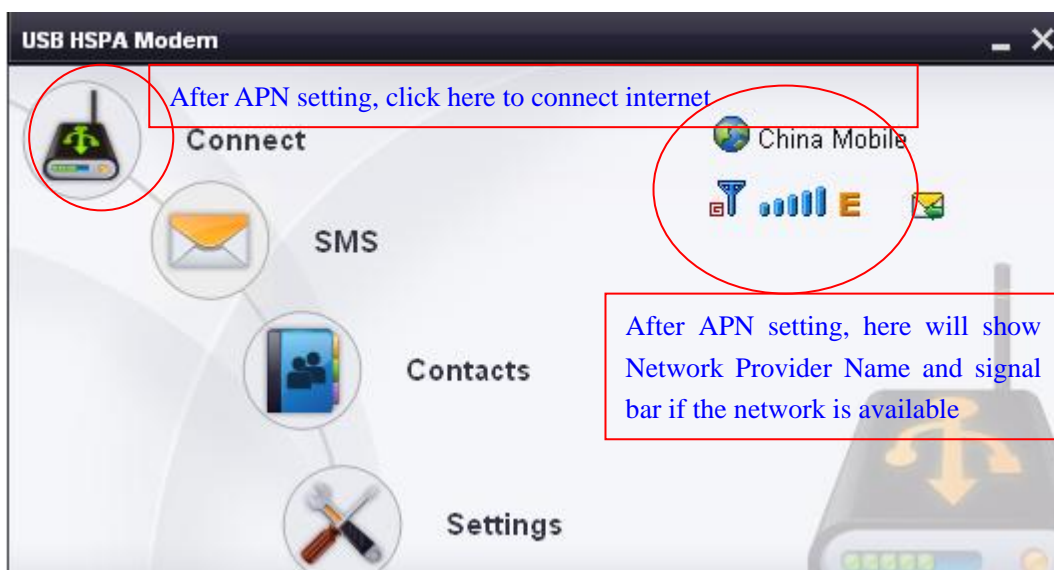 USB HSPA Modem
After APN setting, click here to connect internet
Connect
China Mobile
G E
SMS
After APN setting, here will show
Network Provider Name and signal
bar if the network is available
Contacts
Settings